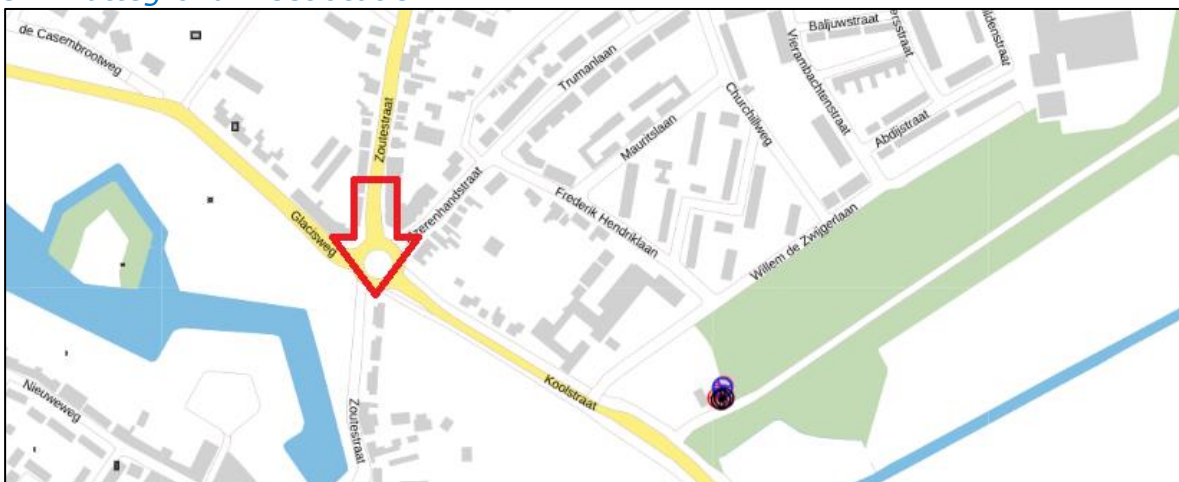 de Casembrootweg
Zoutestraat
Trumanlaan
Baljuwstraat
Vierambachtenstraat
Churchillweg
Mauritslaan
Abdijstraat
Glacisweg
Frederik Hendriklaan
Willem de Zwijgerlaan
Koolstraat
Nieuweweg
Zoutestraat